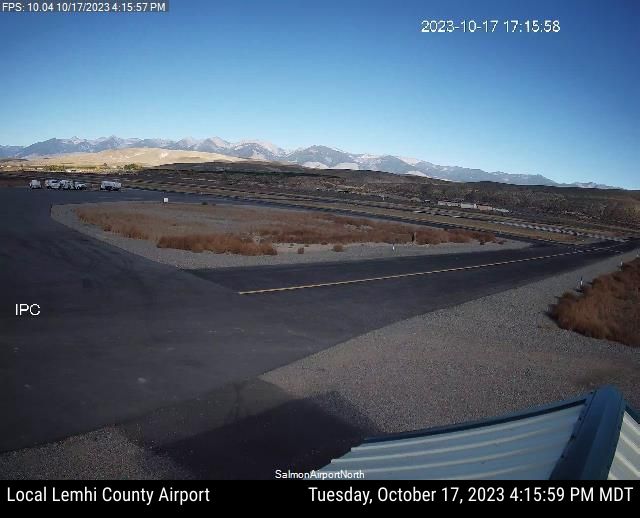 FPS: 10.04 10/17/2023 4:15:57 PM
2023-10-17 17:15:58
IPC
SalmonAirportNorth
Local Lemhi County Airport Tuesday, October 17, 2023 4:15:59 PM MDT